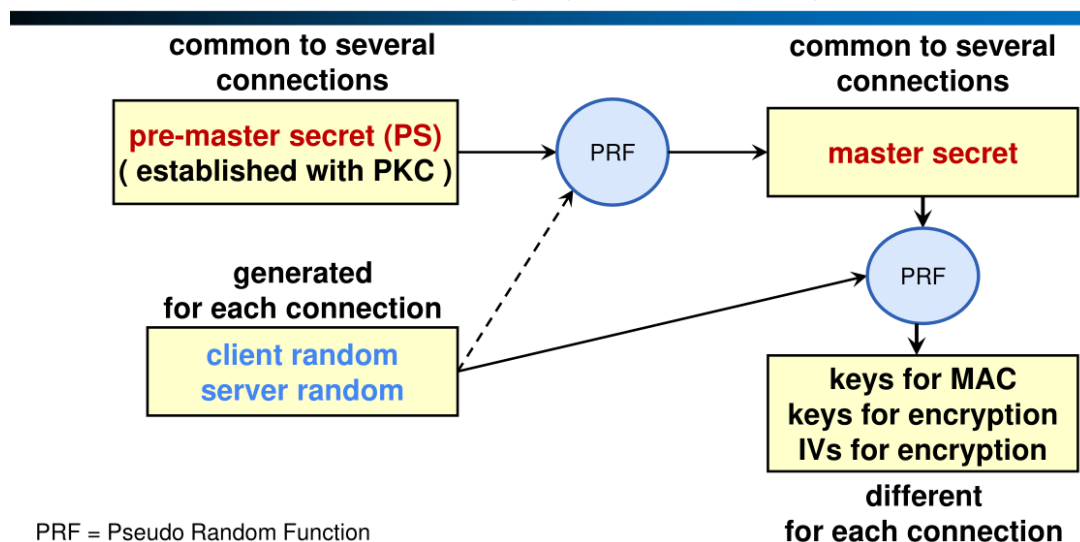 common to several
connections
pre-master secret (PS)
( established with PKC )
PRF
common to several
connections
master secret
PRF
generated
for each connection
client random
server random
keys for MAC
keys for encryption
IVs for encryption
different
for each connection
PRF = Pseudo Random Function